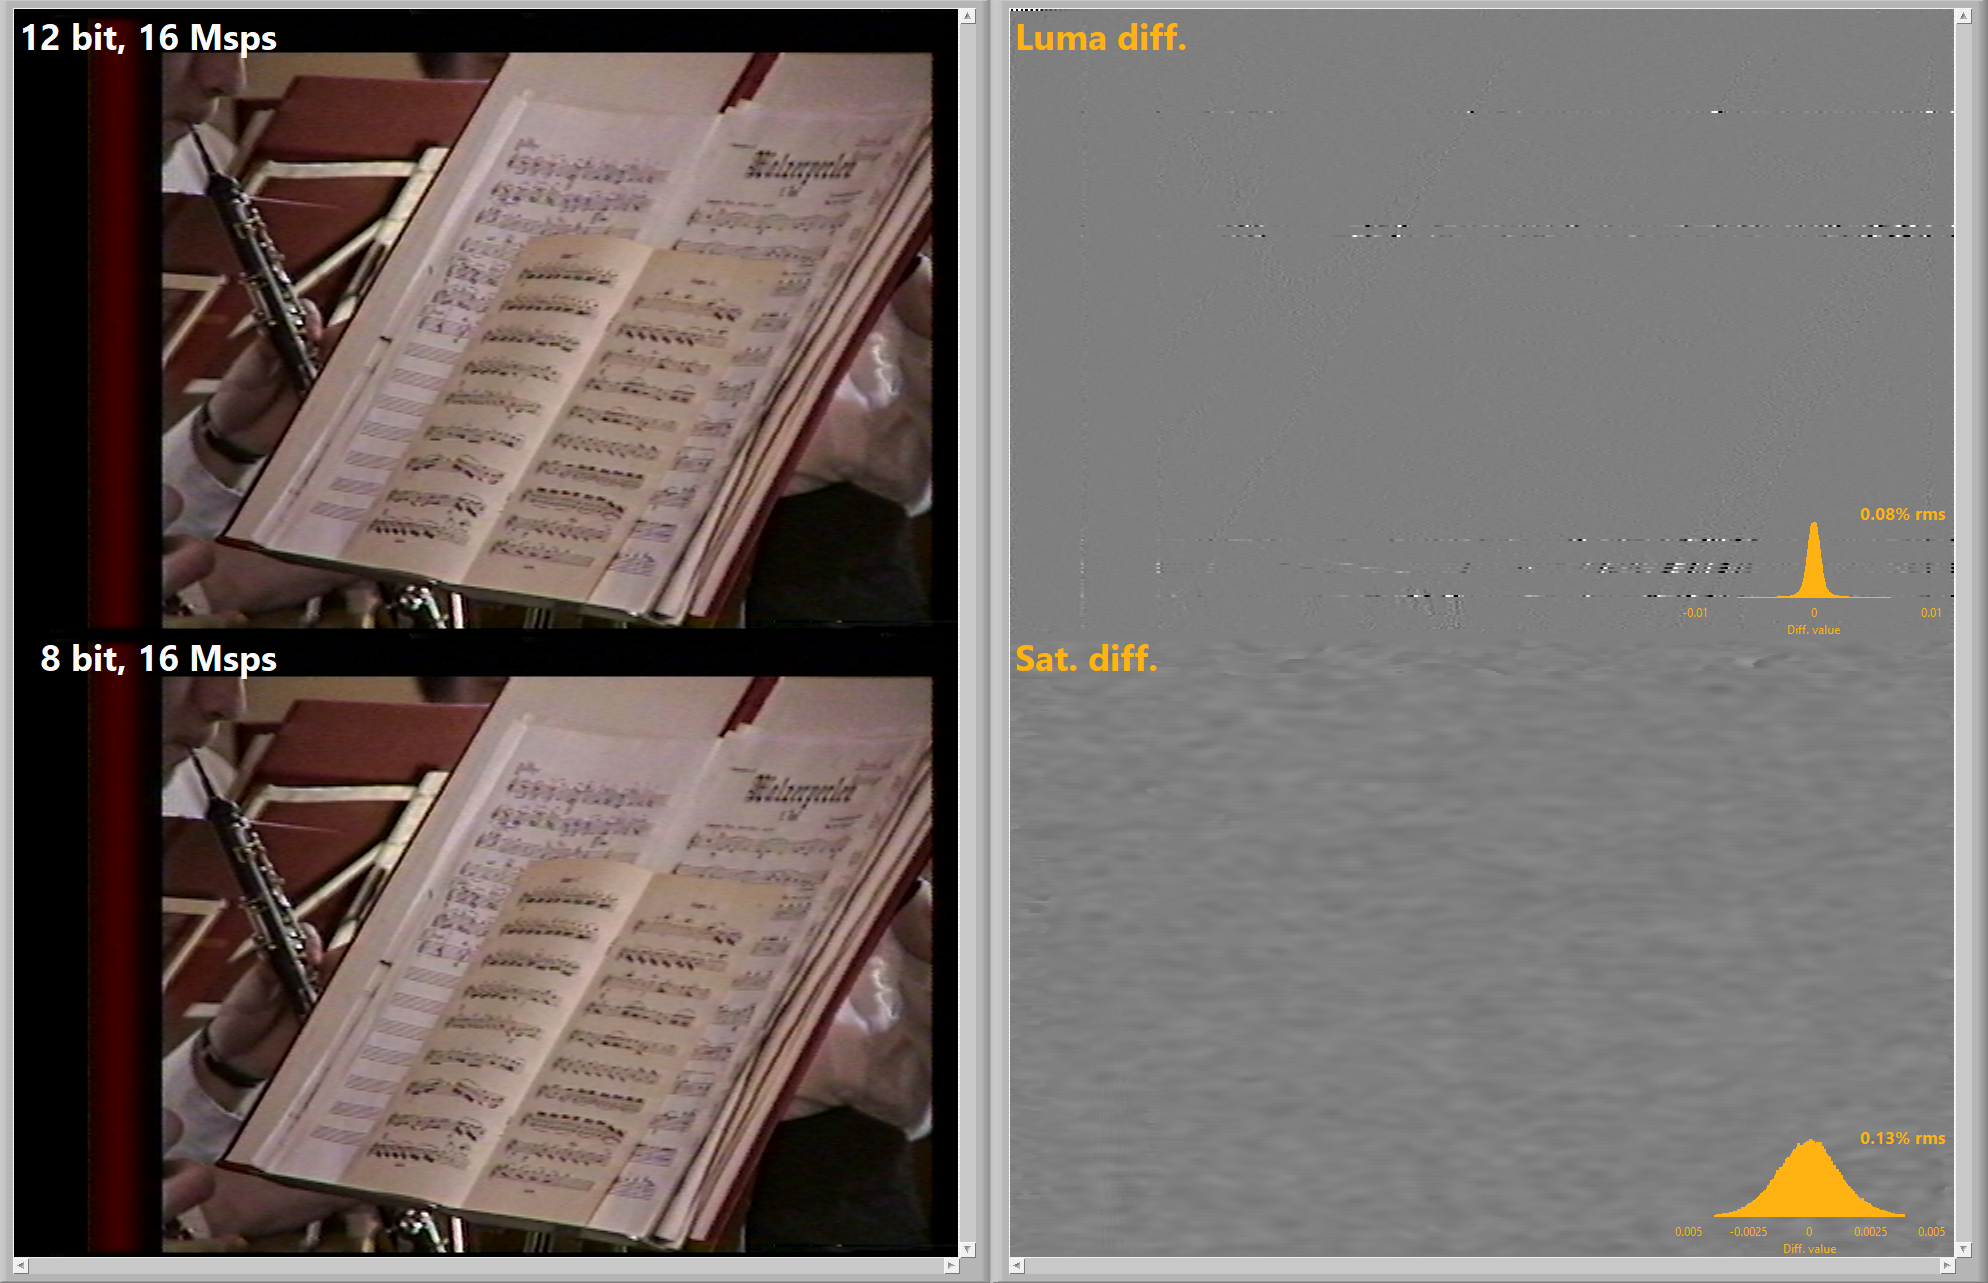 12 bit, 16 Msps
Luma diff.
0.08% rms
-0.01 0 0.01
Diff. value
8 bit, 16 Msps
Sat. diff.
0.13% rms
0.005 -0.0025 0 0.0025 0.005
Diff. value